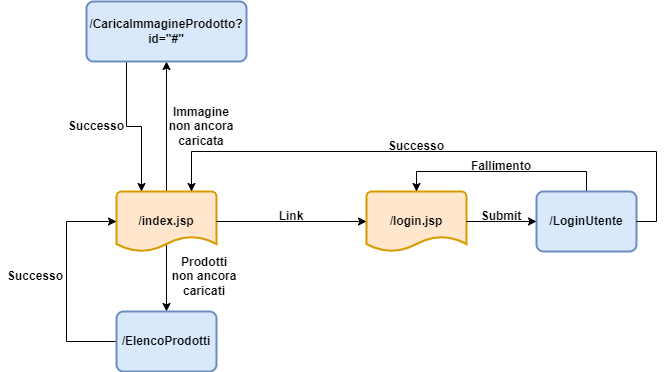 /CaricaImmagineProdotto?
id="#"
Immagine
non ancora
caricata
Successo
Successo
Fallimento
/index.jsp
Link
/login.jsp
Submit
/LoginUtente
Prodotti
non ancora
caricati
Successo
/ElencoProdotti